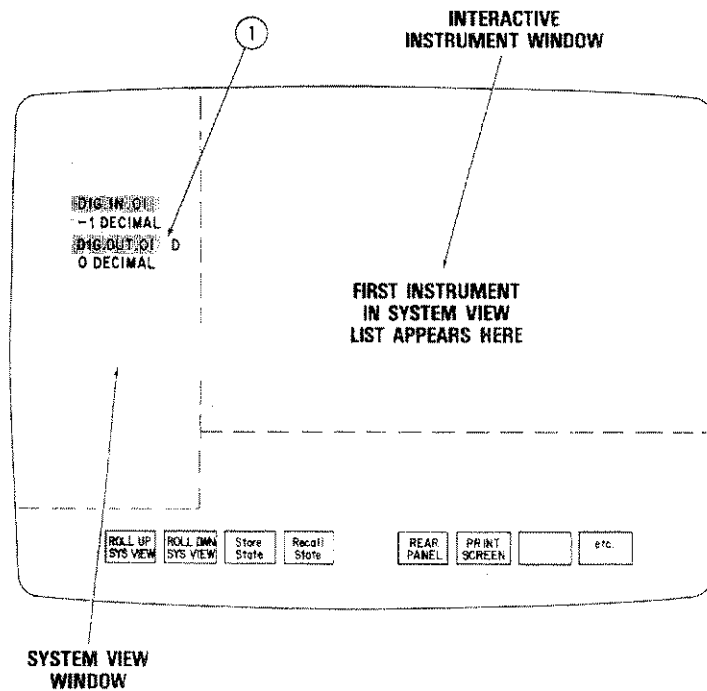 INTERACTIVE
INSTRUMENT WINDOW
1
DIG.IN.01
-1 DECIMAL
DIG.OUT.01 D
0 DECIMAL
FIRST INSTRUMENT
IN SYSTEM VIEW
LIST APPEARS HERE
ROLL UP
SYS VIEW
ROLL DWN
SYS VIEW
Store
State
Recall
State
REAR
PANEL
PRINT
SCREEN
etc.
SYSTEM VIEW
WINDOW